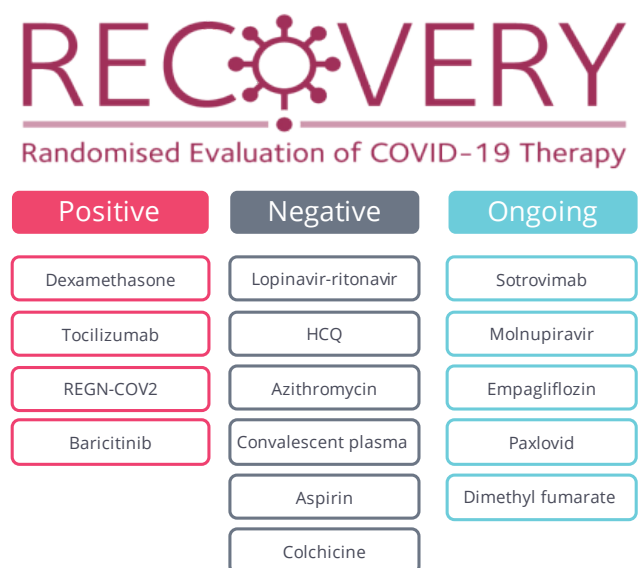 RECOVERY
Randomised Evaluation of COVID-19 Therapy
Positive
Negative
Ongoing
Dexamethasone
Lopinavir-ritonavir
Sotrovimab
Tocilizumab
HCQ
Molnupiravir
REGN-COV2
Azithromycin
Empagliflozin
Baricitinib
Convalescent plasma
Paxlovid
Aspirin
Dimethyl fumarate
Colchicine